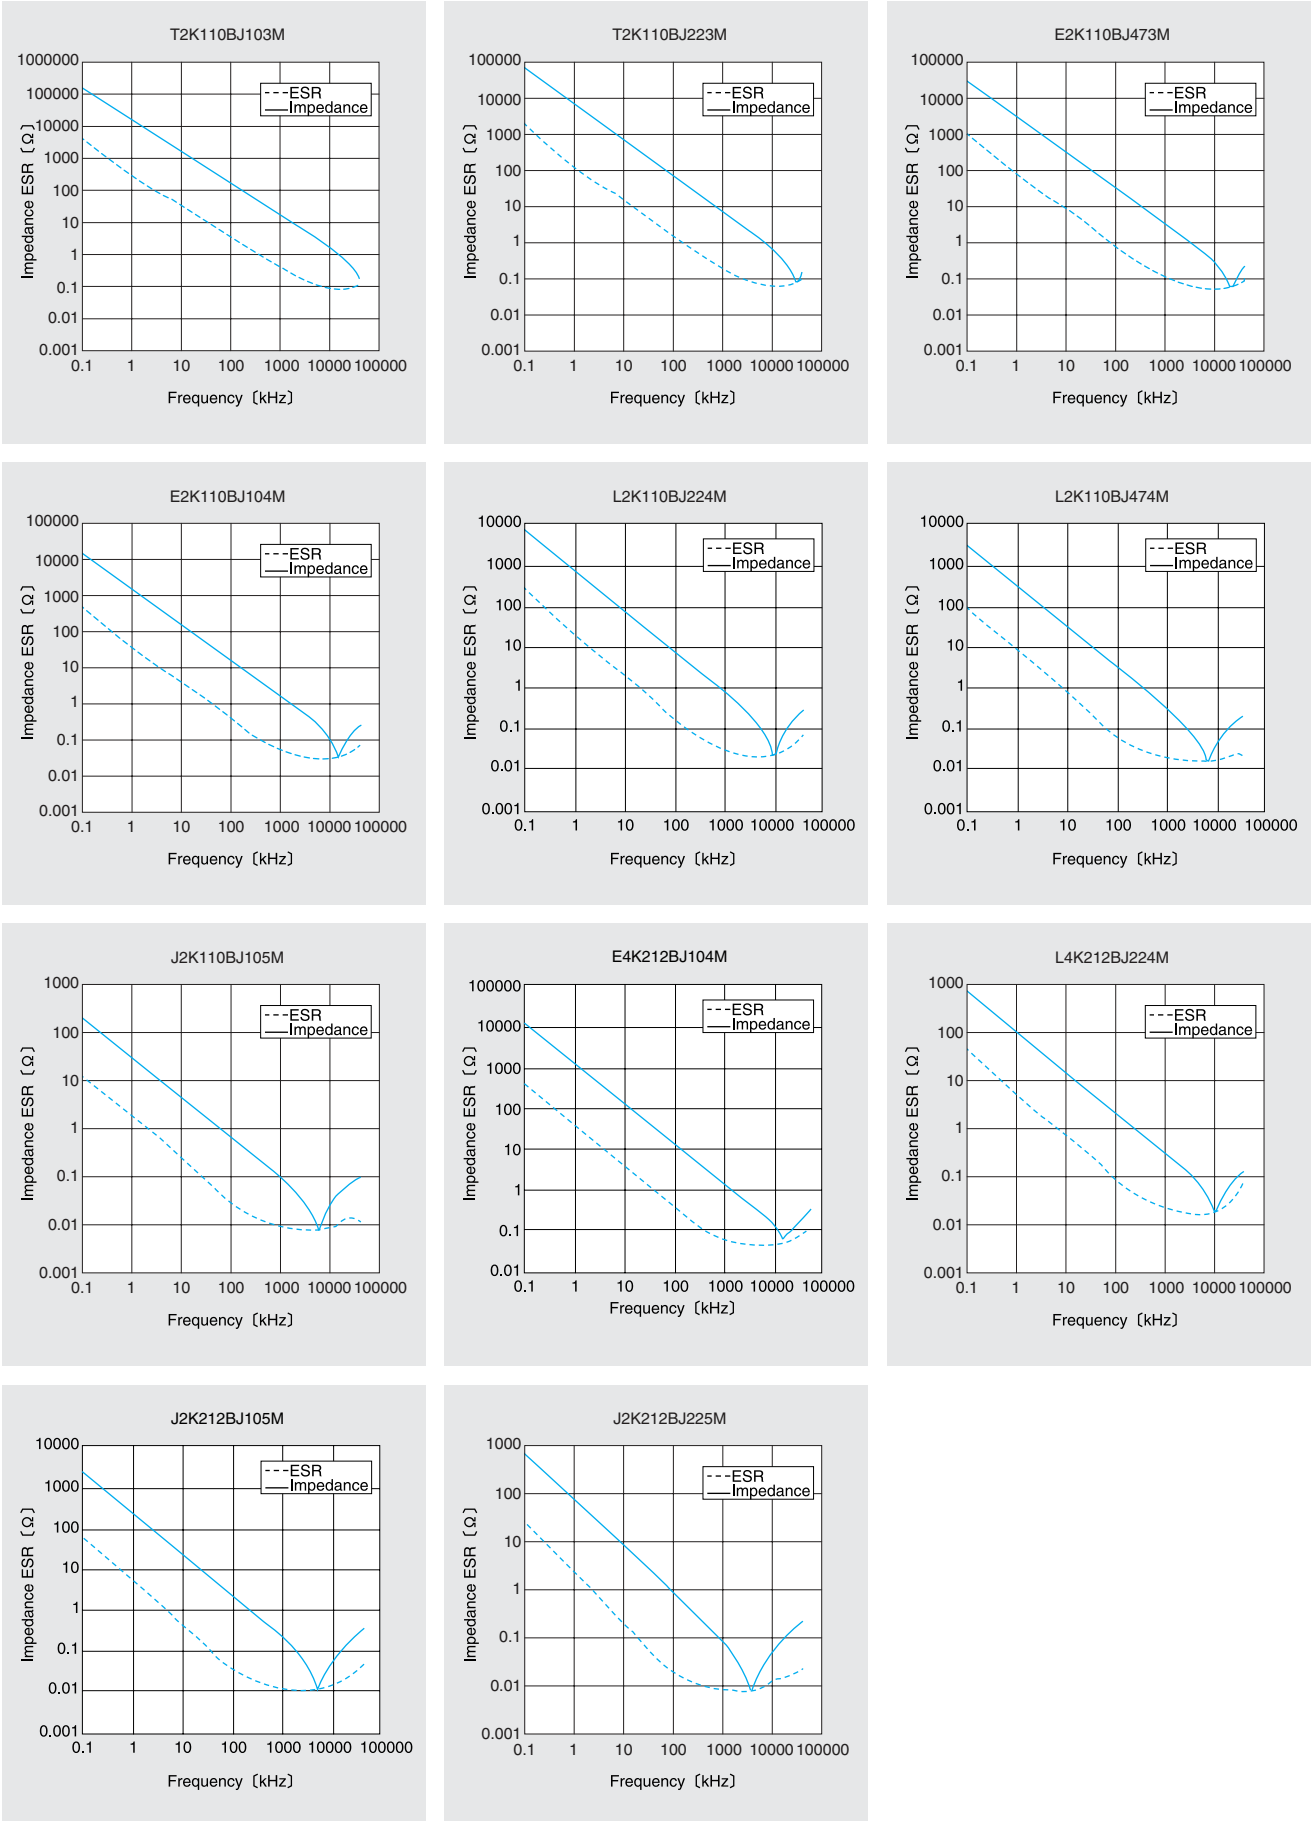 T2K110BJ103M
1000000
100000
10000
1000
100
10
1
0.1
0.01
0.001
Impedance ESR〔Ω〕
ESR
Impedance
0.1 1 10 100 1000 10000 100000
Frequency〔kHz〕
T2K110BJ223M
100000
10000
1000
100
10
1
0.1
0.01
0.001
Impedance ESR〔Ω〕
ESR
Impedance
0.1 1 10 100 1000 10000 100000
Frequency〔kHz〕
E2K110BJ473M
100000
10000
1000
100
10
1
0.1
0.01
0.001
Impedance ESR〔Ω〕
ESR
Impedance
0.1 1 10 100 1000 10000 100000
Frequency〔kHz〕
E2K110BJ104M
100000
10000
1000
100
10
1
0.1
0.01
0.001
Impedance ESR〔Ω〕
ESR
Impedance
0.1 1 10 100 1000 10000 100000
Frequency〔kHz〕
L2K110BJ224M
10000
1000
100
10
1
0.1
0.01
0.001
Impedance ESR〔Ω〕
ESR
Impedance
0.1 1 10 100 1000 10000 100000
Frequency〔kHz〕
L2K110BJ474M
10000
1000
100
10
1
0.1
0.01
0.001
Impedance ESR〔Ω〕
ESR
Impedance
0.1 1 10 100 1000 10000 100000
Frequency〔kHz〕
J2K110BJ105M
1000
100
10
1
0.1
0.01
0.001
Impedance ESR〔Ω〕
ESR
Impedance
0.1 1 10 100 1000 10000 100000
Frequency〔kHz〕
E4K212BJ104M
100000
10000
1000
100
10
1
0.1
0.01
Impedance ESR〔Ω〕
ESR
Impedance
0.1 1 10 100 1000 10000 100000
Frequency〔kHz〕
L4K212BJ224M
1000
100
10
1
0.1
0.01
0.001
Impedance ESR〔Ω〕
ESR
Impedance
0.1 1 10 100 1000 10000 100000
Frequency〔kHz〕
J2K212BJ105M
10000
1000
100
10
1
0.1
0.01
0.001
Impedance ESR〔Ω〕
ESR
Impedance
0.1 1 10 100 1000 10000 100000
Frequency〔kHz〕
J2K212BJ225M
1000
100
10
1
0.1
0.01
0.001
Impedance ESR〔Ω〕
ESR
Impedance
0.1 1 10 100 1000 10000 100000
Frequency〔kHz〕